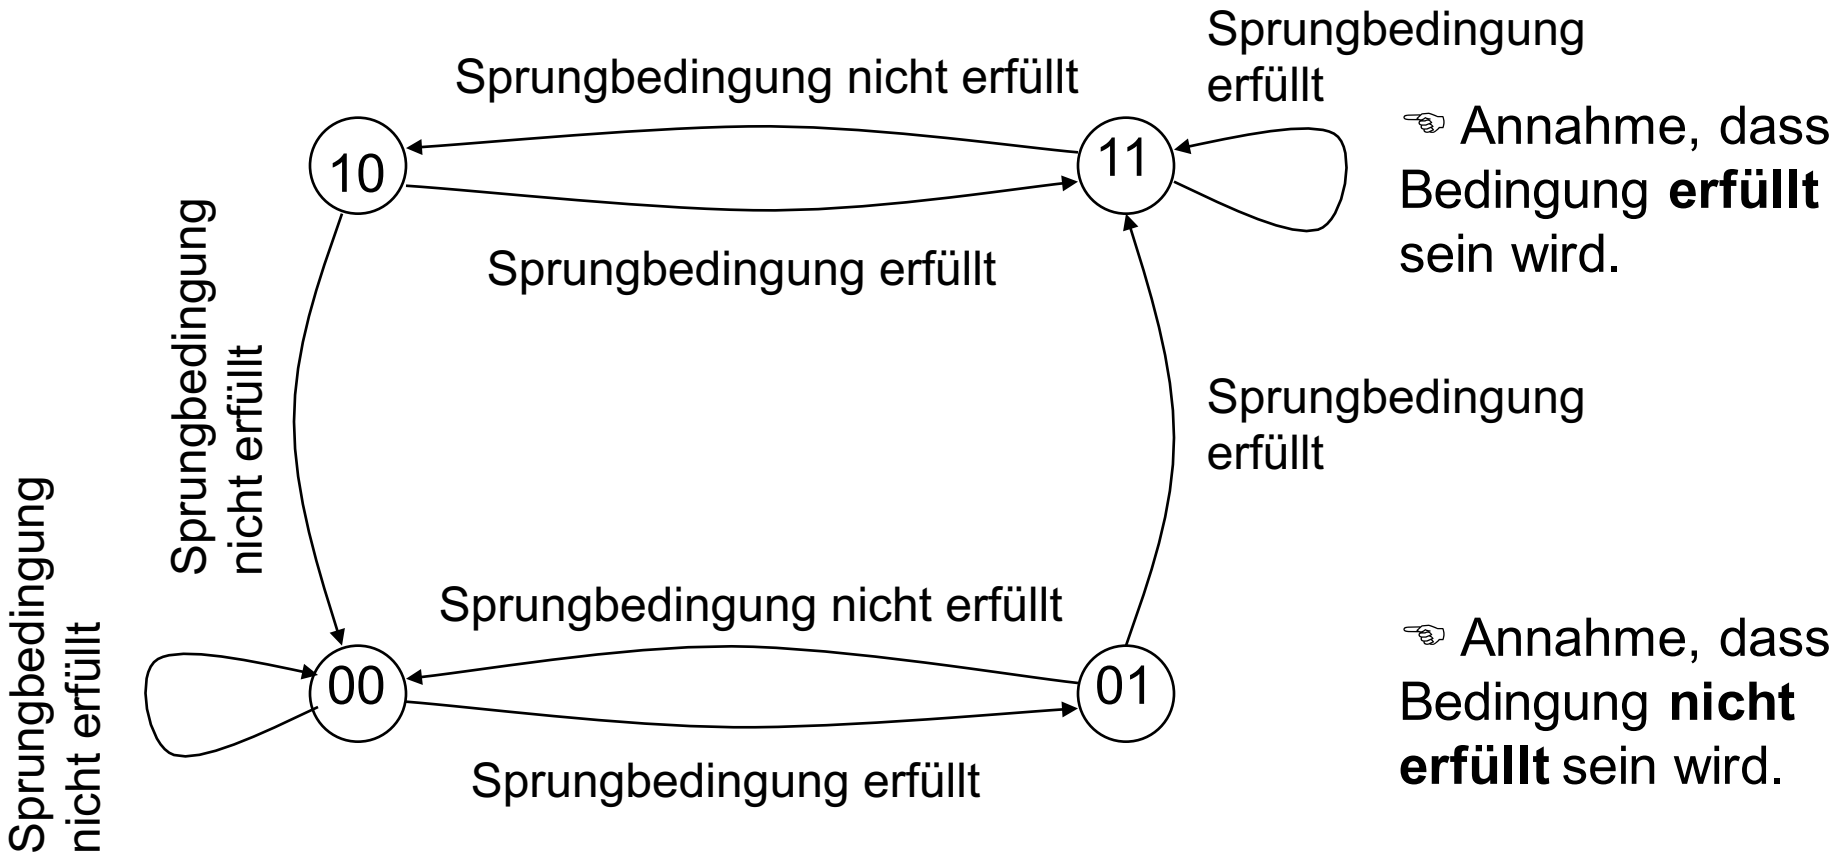 Sprungbedingung
erfüllt
Sprungbedingung nicht erfüllt
☜ Annahme, dass
Bedingung erfüllt
sein wird.
10
11
Sprungbedingung erfüllt
Sprungbedingung
nicht erfüllt
Sprungbedingung
erfüllt
Sprungbedingung
nicht erfüllt
Sprungbedingung nicht erfüllt
☜ Annahme, dass
Bedingung nicht
erfüllt sein wird.
00
01
Sprungbedingung erfüllt